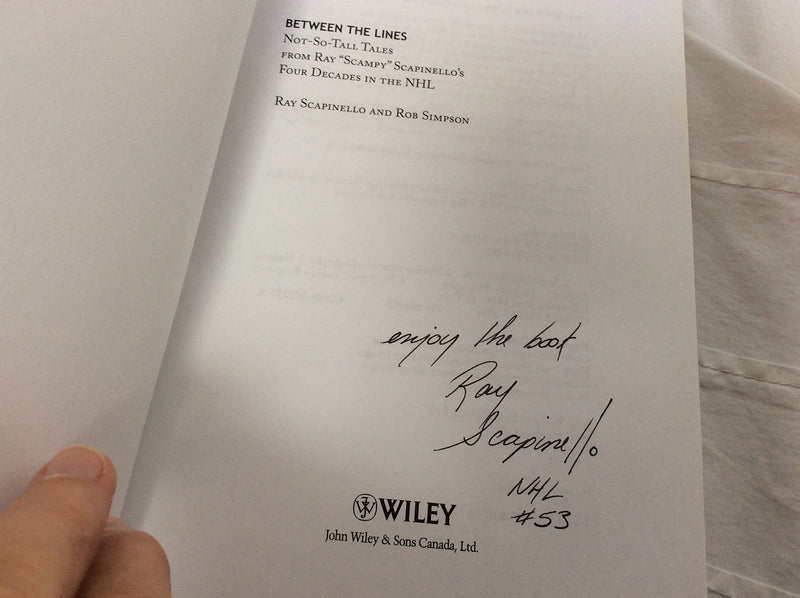 BETWEEN THE LINES
NOT-SO-TALL TALES
FROM RAY "SCAMPY" SCAPINELLO'S
FOUR DECADES IN THE NHL
RAY SCAPINELLO AND ROB SIMPSON
enjoy the book
Ray
Scapinello
NHL
#53
WILEY
John Wiley & Sons Canada, Ltd.